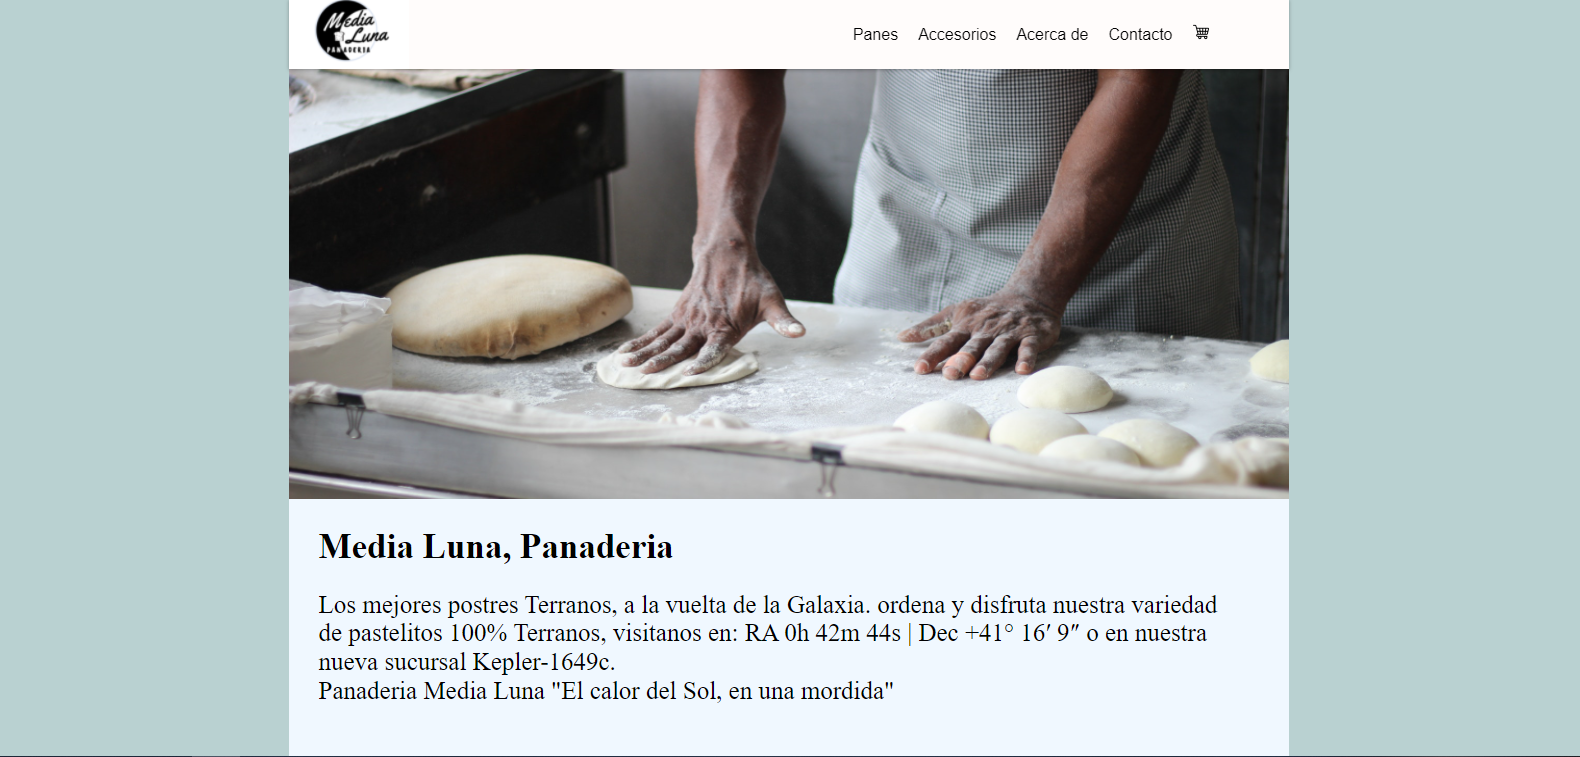 Media
Luna
PANADERIA
Panes Accesorios Acerca de Contacto
Media Luna, Panaderia
Los mejores postres Terranos, a la vuelta de la Galaxia. ordena y disfruta nuestra variedad
de pastelitos 100% Terranos, visitanos en: RA 0h 42m 44s | Dec +41° 16′ 9″ o en nuestra
nueva sucursal Kepler-1649c.
Panaderia Media Luna "El calor del Sol, en una mordida"